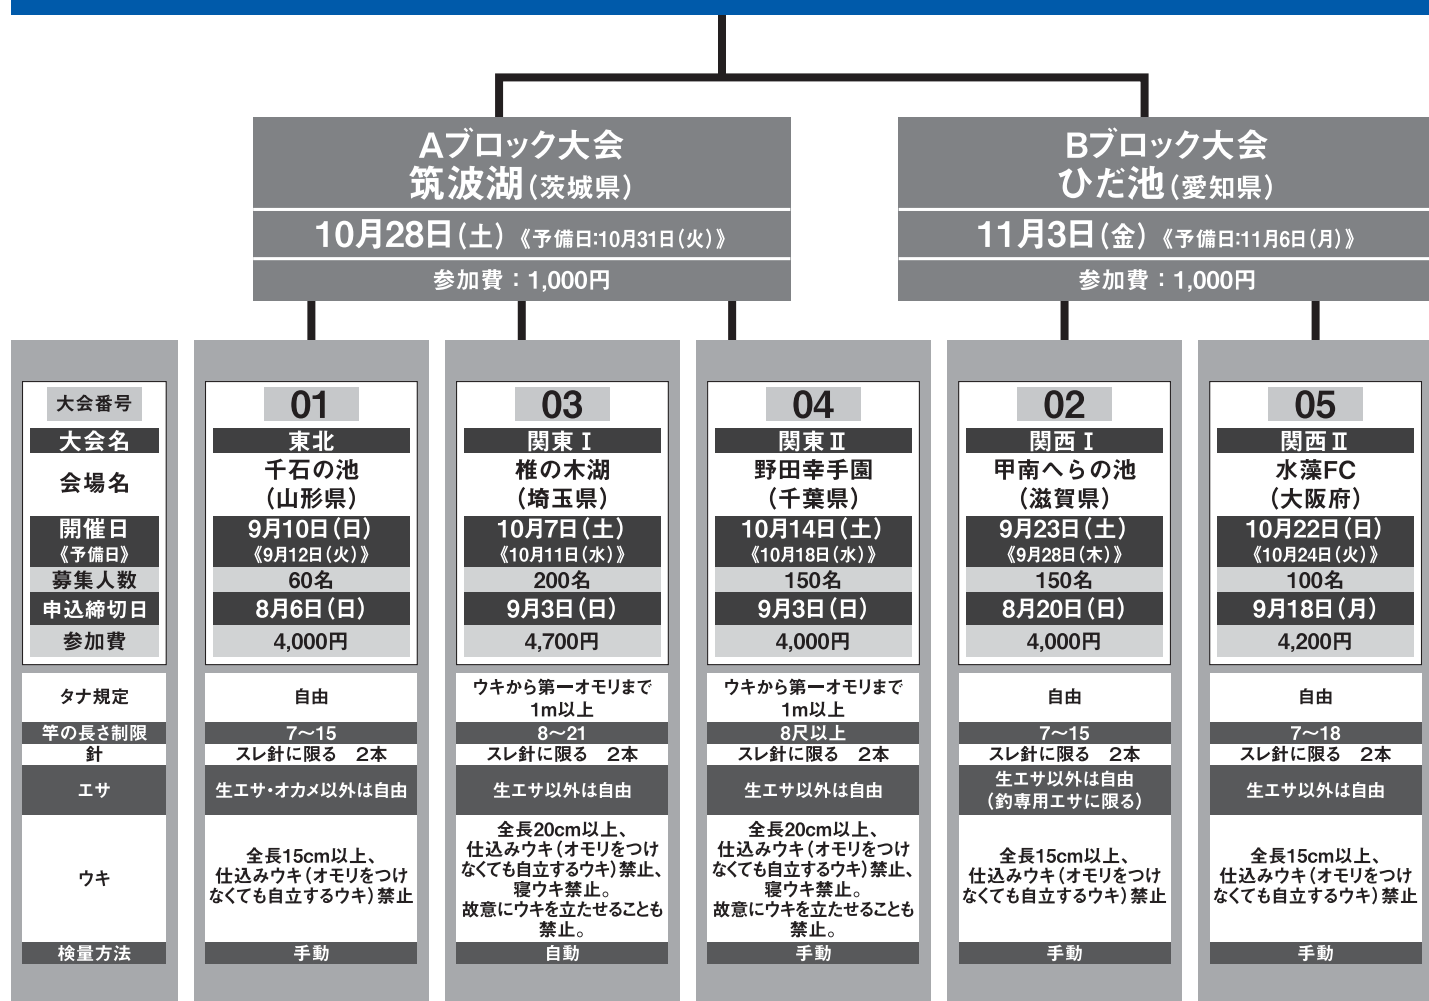 Aブロック大会
筑波湖(茨城県)
10月28日(土)《予備日:10月31日(火)》
参加費:1,000円
Bブロック大会
ひだ池(愛知県)
11月3日(金)《予備日:11月6日(月)》
参加費:1,000円
大会番号
大会名
会場名
開催日
《予備日》
募集人数
申込締切日
参加費
タナ規定
竿の長さ制限
針
エサ
ウキ
検量方法
01
東北
千石の池
(山形県)
9月10日(日)
《9月12日(火)》
60名
8月6日(日)
4,000円
自由
7〜15
スレ針に限る 2本
生エサ・オカメ以外は自由
全長15cm以上、
仕込みウキ(オモリをつけ
なくても自立するウキ)禁止
手動
03
関東Ⅰ
椎の木湖
(埼玉県)
10月7日(土)
《10月11日(水)》
200名
9月3日(日)
4,700円
ウキから第一オモリまで
1m以上
8〜21
スレ針に限る 2本
生エサ以外は自由
全長20cm以上、
仕込みウキ(オモリをつけ
なくても自立するウキ)禁止、
寝ウキ禁止。
故意にウキを立たせることも
禁止。
自動
04
関東Ⅱ
野田幸手園
(千葉県)
10月14日(土)
《10月18日(水)》
150名
9月3日(日)
4,000円
ウキから第一オモリまで
1m以上
8尺以上
スレ針に限る 2本
生エサ以外は自由
全長20cm以上、
仕込みウキ(オモリをつけ
なくても自立するウキ)禁止、
寝ウキ禁止。
故意にウキを立たせることも
禁止。
手動
02
関西Ⅰ
甲南へらの池
(滋賀県)
9月23日(土)
《9月28日(木)》
150名
8月20日(日)
4,000円
自由
7〜15
スレ針に限る 2本
生エサ以外は自由
(釣専用エサに限る)
全長15cm以上、
仕込みウキ(オモリをつけ
なくても自立するウキ)禁止
手動
05
関西Ⅱ
水藻FC
(大阪府)
10月22日(日)
《10月24日(火)》
100名
9月18日(月)
4,200円
自由
7〜18
スレ針に限る 2本
生エサ以外は自由
全長15cm以上、
仕込みウキ(オモリをつけ
なくても自立するウキ)禁止
手動